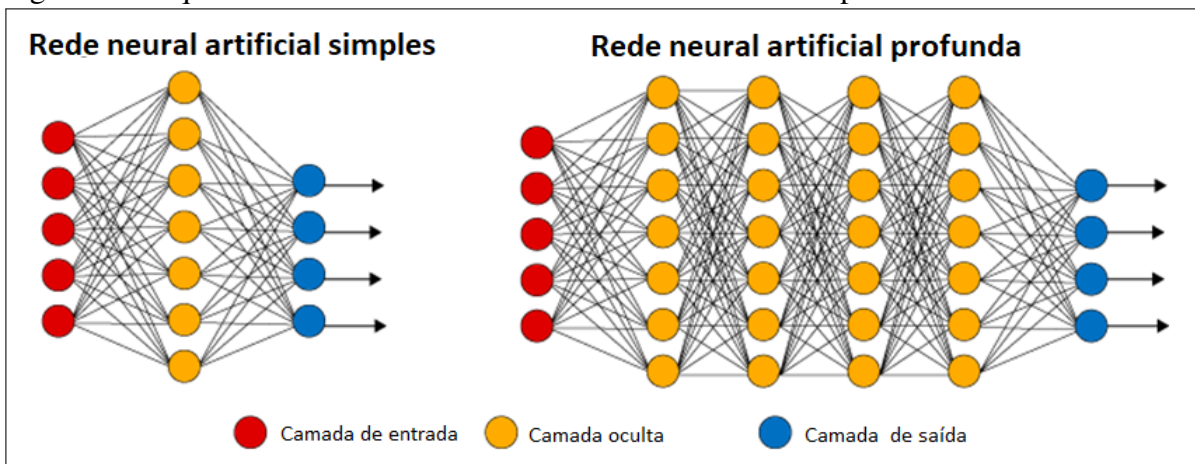 Rede neural artificial simples
Rede neural artificial profunda
Camada de entrada
Camada oculta
Camada de saída